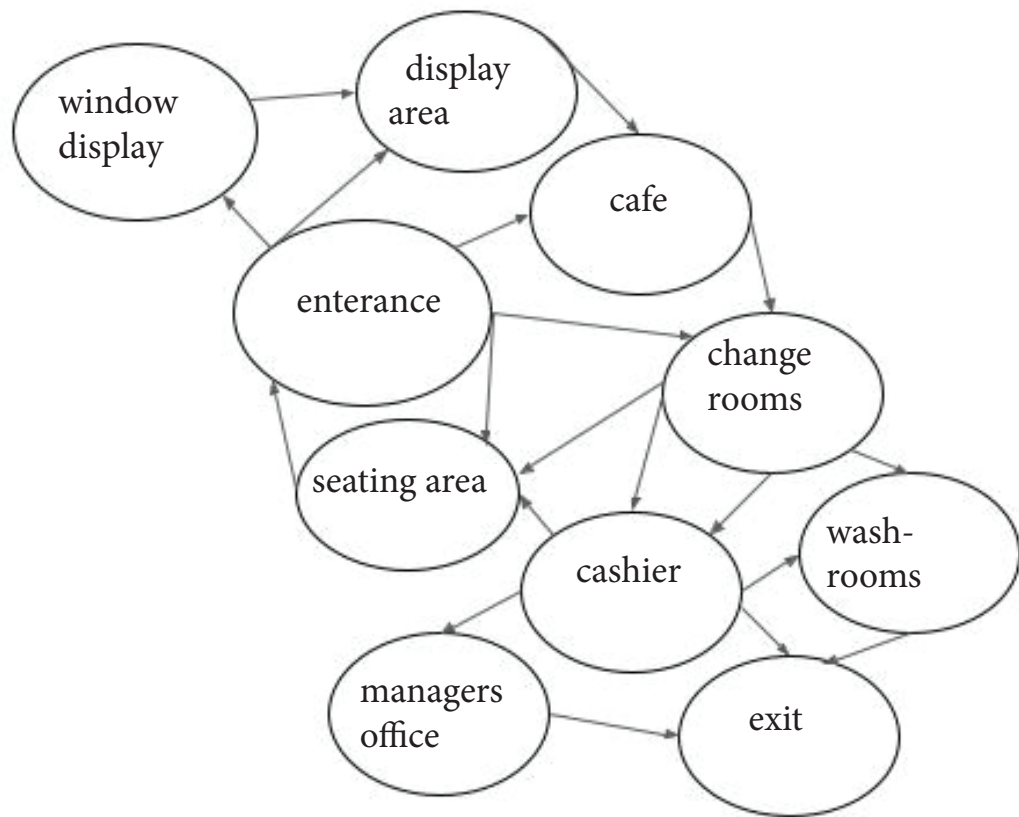 window
display
display
area
cafe
enterance
change
rooms
seating area
cashier
wash-
rooms
managers
office
exit